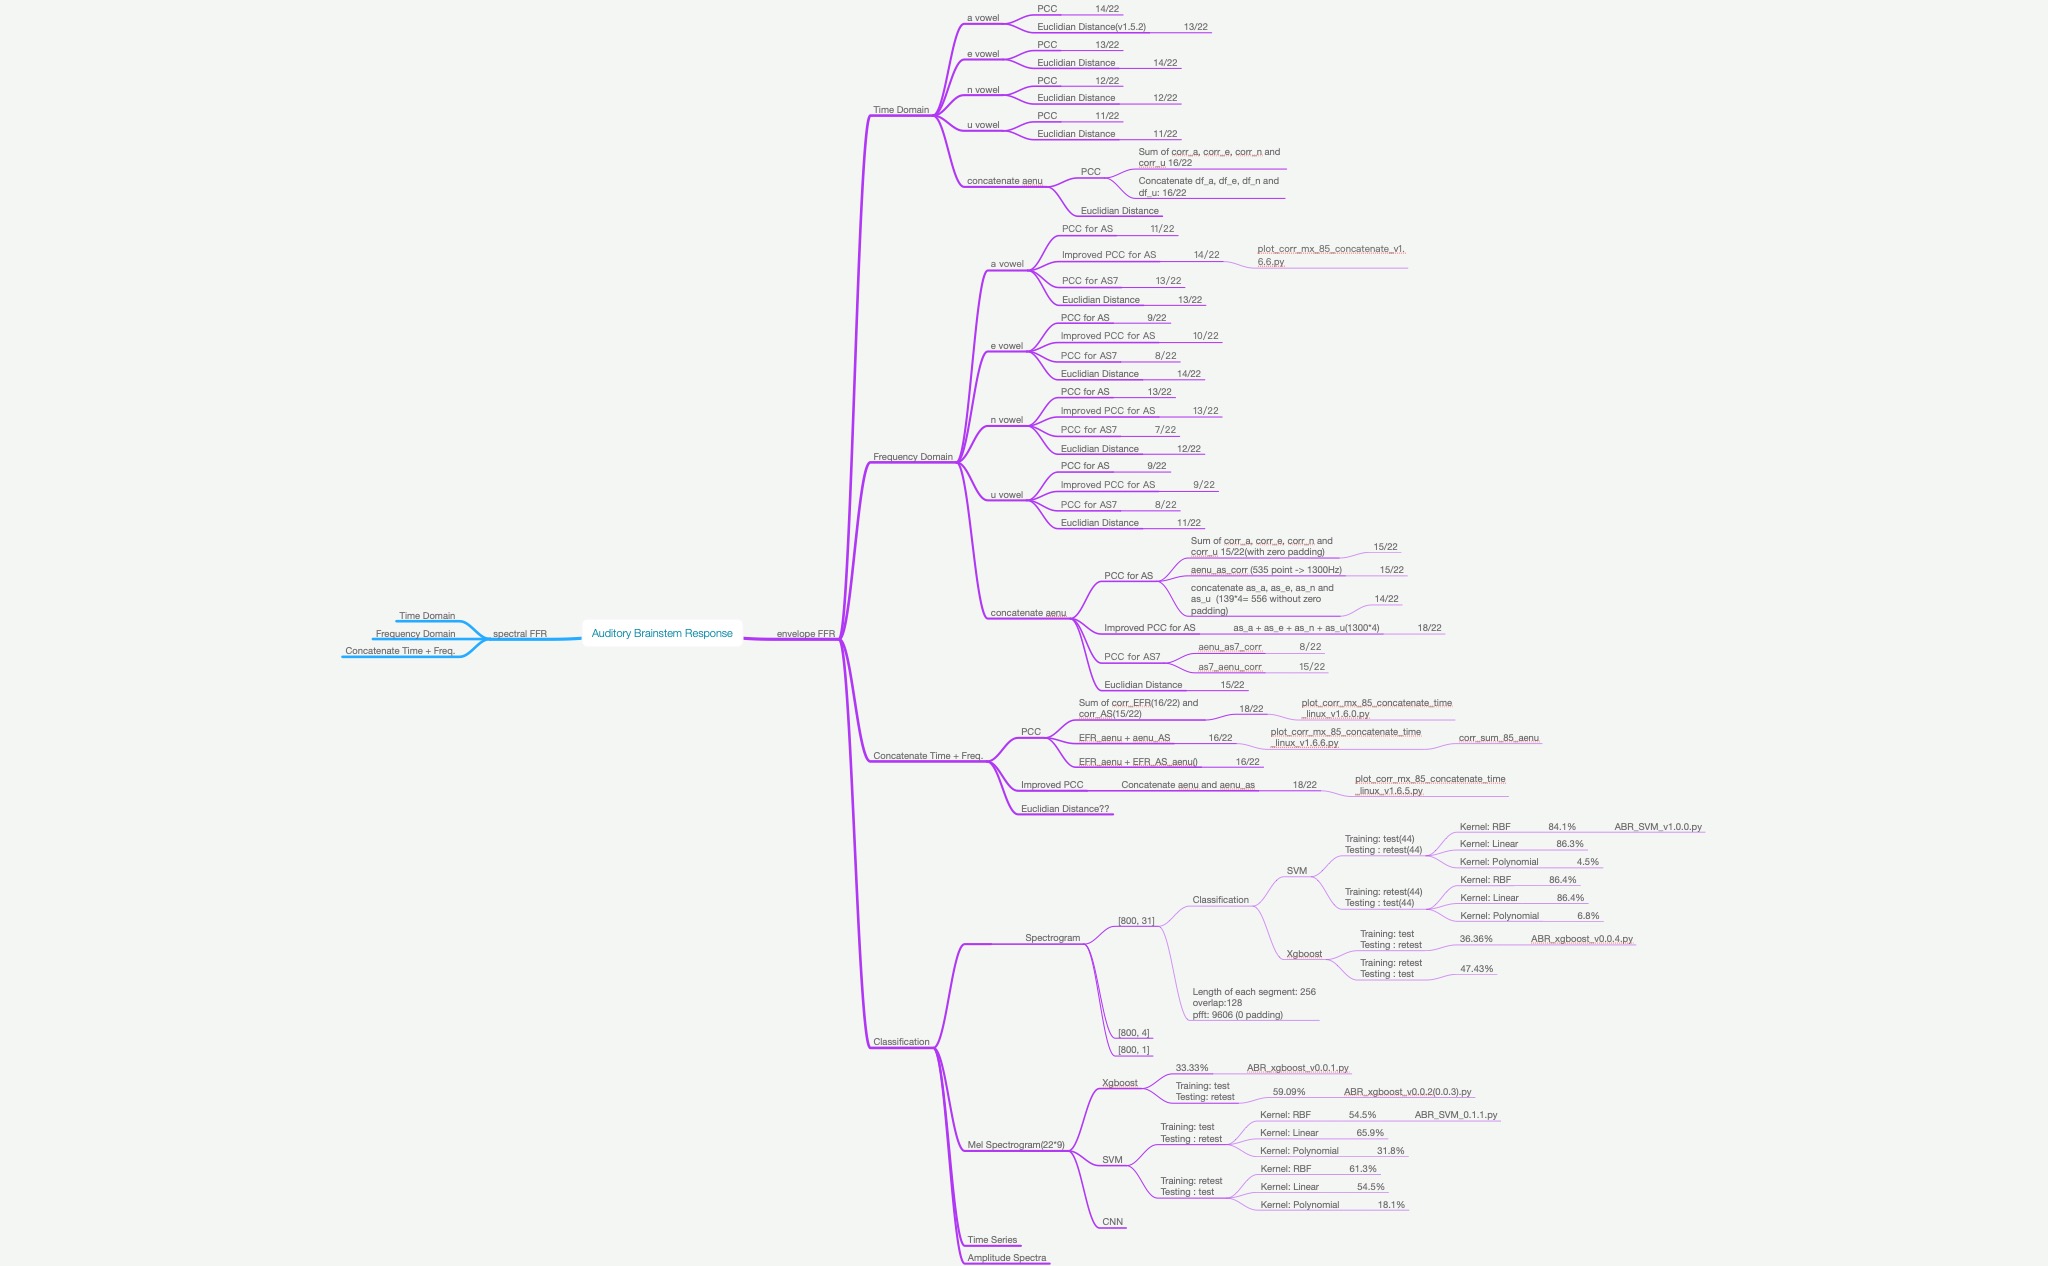 Auditory Brainstem Response
spectral FFR
Time Domain
Frequency Domain
Concatenate Time + Freq.
envelope FFR
Time Domain
a vowel
PCC 14/22
Euclidian Distance(v1.5.2) 13/22
e vowel
PCC 13/22
Euclidian Distance 14/22
n vowel
PCC 12/22
Euclidian Distance 12/22
u vowel
PCC 11/22
Euclidian Distance 11/22
concatenate aenu
PCC
Sum of corr_a, corr_e, corr_n and
corr_u 16/22
Concatenate df_a, df_e, df_n and
df_u: 16/22
Euclidian Distance
Frequency Domain
a vowel
PCC for AS 11/22
Improved PCC for AS 14/22
plot_corr_mx_85_concatenate_v1.
6.6.py
PCC for AS7 13/22
Euclidian Distance 13/22
e vowel
PCC for AS 9/22
Improved PCC for AS 10/22
PCC for AS7 8/22
Euclidian Distance 14/22
n vowel
PCC for AS 13/22
Improved PCC for AS 13/22
PCC for AS7 7/22
Euclidian Distance 12/22
u vowel
PCC for AS 9/22
Improved PCC for AS 9/22
PCC for AS7 8/22
Euclidian Distance 11/22
concatenate aenu
PCC for AS
Sum of corr_a, corr_e, corr_n and
corr_u 15/22(with zero padding)
15/22
aenu_as_corr (535 point -> 1300Hz) 15/22
concatenate as_a, as_e, as_n and
as_u (139*4= 556 without zero
padding)
14/22
Improved PCC for AS as_a + as_e + as_n + as_u(1300*4) 18/22
PCC for AS7
aenu_as7_corr 8/22
as7_aenu_corr 15/22
Euclidian Distance 15/22
Concatenate Time + Freq.
PCC
Sum of corr_EFR(16/22) and
corr_AS(15/22)
18/22
plot_corr_mx_85_concatenate_time
_linux_v1.6.0.py
EFR_aenu + aenu_AS 16/22
plot_corr_mx_85_concatenate_time
_linux_v1.6.6.py
corr_sum_85_aenu
EFR_aenu + EFR_AS_aenu() 16/22
Improved PCC Concatenate aenu and aenu_as 18/22
plot_corr_mx_85_concatenate_time
_linux_v1.6.5.py
Euclidian Distance??
Classification
Spectrogram
[800, 31]
Classification
SVM
Training: test(44)
Testing : retest(44)
Kernel: RBF 84.1% ABR_SVM_v1.0.0.py
Kernel: Linear 86.3%
Kernel: Polynomial 4.5%
Training: retest(44)
Testing : test(44)
Kernel: RBF 86.4%
Kernel: Linear 86.4%
Kernel: Polynomial 6.8%
Xgboost
Training: test
Testing : retest
36.36% ABR_xgboost_v0.0.4.py
Training: retest
Testing : test
47.43%
Length of each segment: 256
overlap:128
pfft: 9606 (0 padding)
[800, 4]
[800, 1]
Mel Spectrogram(22*9)
Xgboost
33.33% ABR_xgboost_v0.0.1.py
Training: test
Testing: retest
59.09% ABR_xgboost_v0.0.2(0.0.3).py
SVM
Training: test
Testing : retest
Kernel: RBF 54.5% ABR_SVM_0.1.1.py
Kernel: Linear 65.9%
Kernel: Polynomial 31.8%
Training: retest
Testing : test
Kernel: RBF 61.3%
Kernel: Linear 54.5%
Kernel: Polynomial 18.1%
CNN
Time Series
Amplitude Spectra